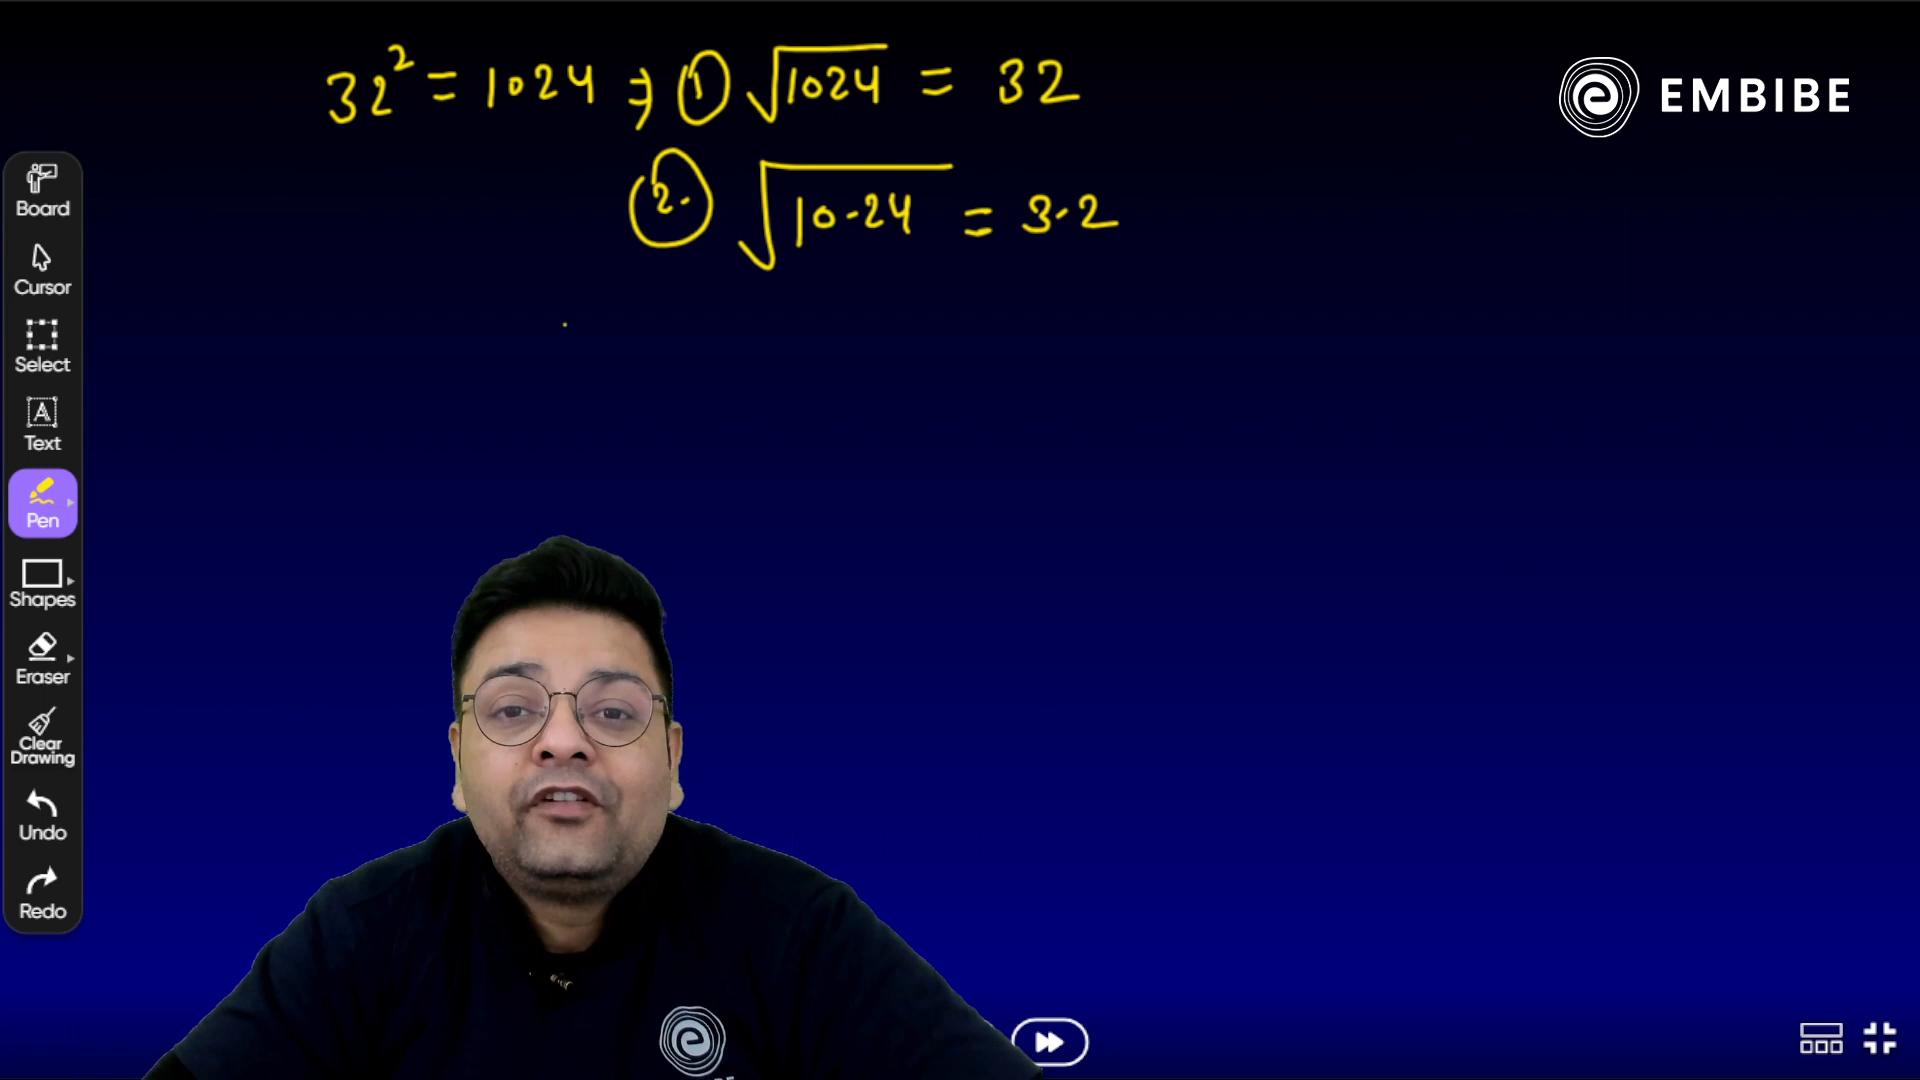 32² = 1024 ⇒ ① √1024 = 32
② √10.24 = 3.2
EMBIBE
Board
Cursor
Select
A
Text
Pen
Shapes
Eraser
Clear
Drawing
Undo
Redo